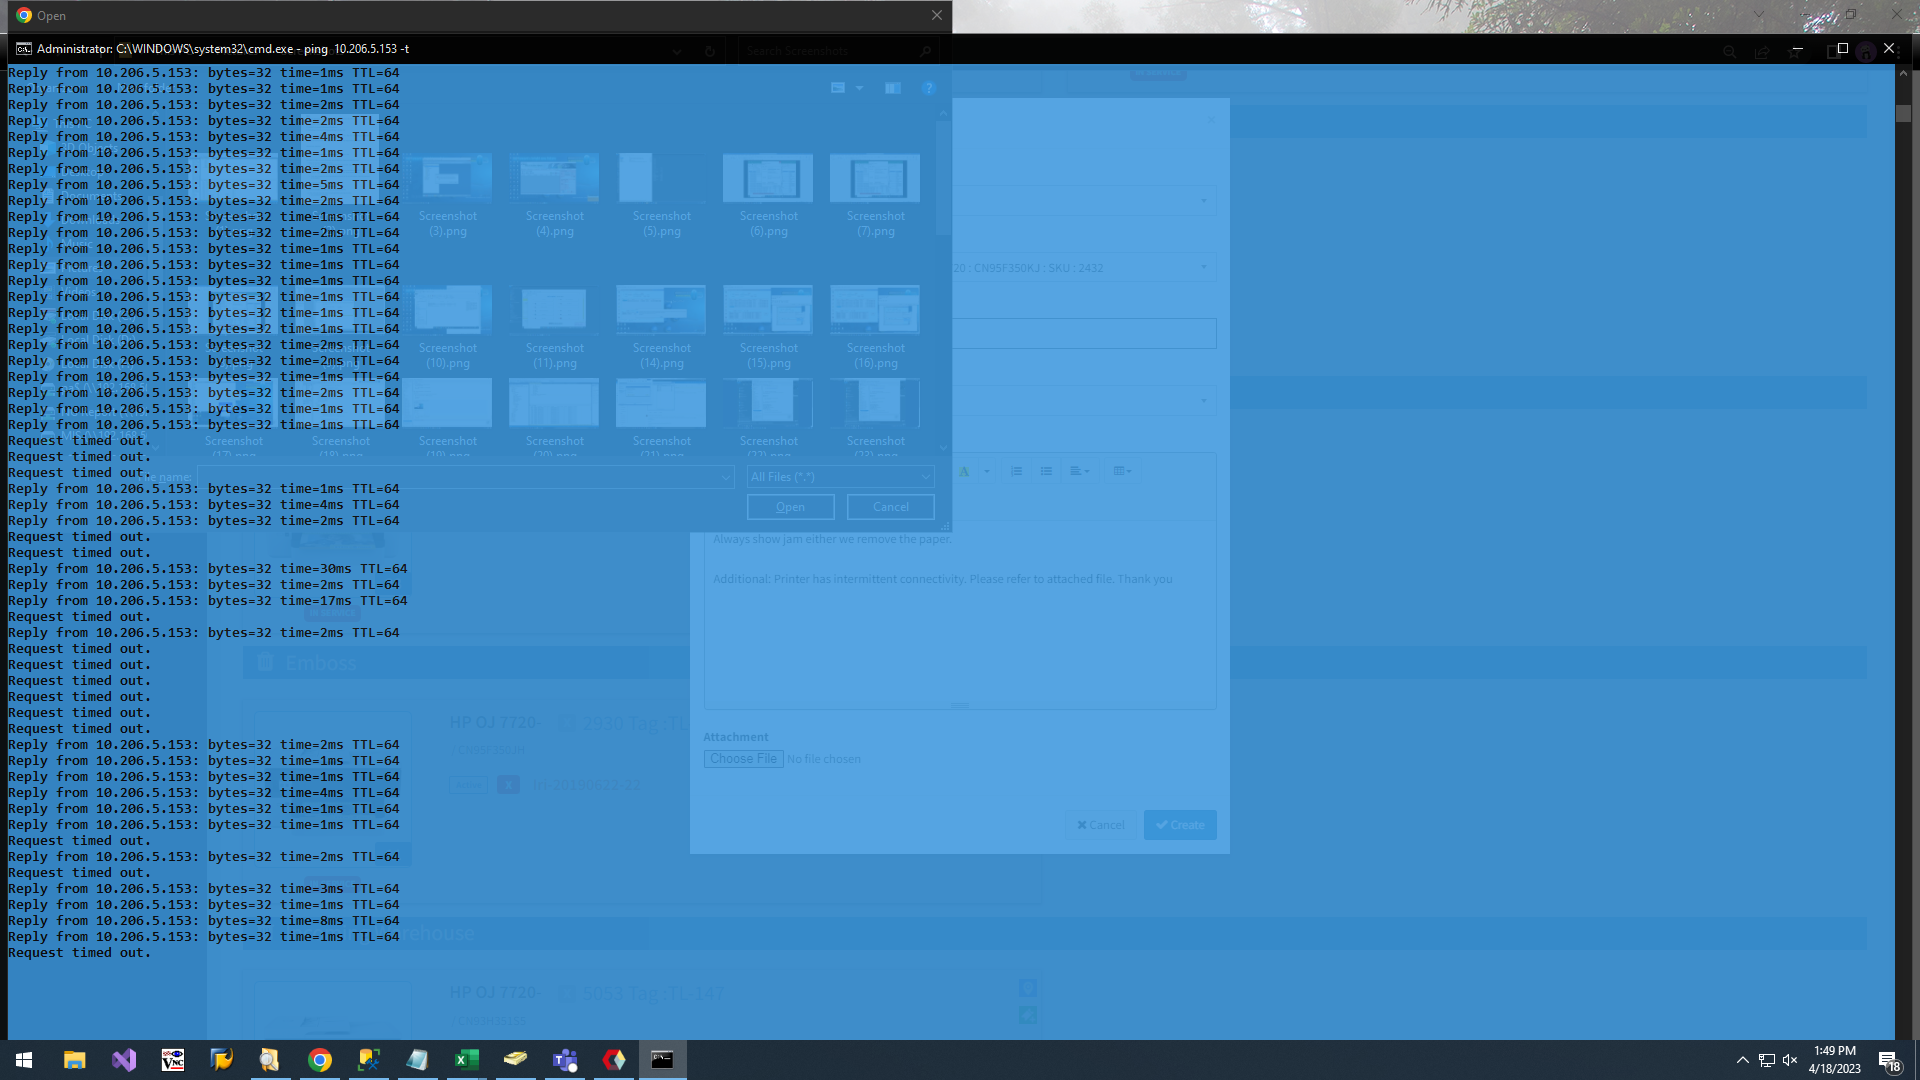 Open
Administrator: C:\WINDOWS\system32\cmd.exe - ping  10.206.5.153 -t
Search Screenshots
Reply from 10.206.5.153: bytes=32 time=1ms TTL=64
Reply from 10.206.5.153: bytes=32 time=1ms TTL=64
Reply from 10.206.5.153: bytes=32 time=2ms TTL=64
Reply from 10.206.5.153: bytes=32 time=2ms TTL=64
Reply from 10.206.5.153: bytes=32 time=4ms TTL=64
Reply from 10.206.5.153: bytes=32 time=1ms TTL=64
Reply from 10.206.5.153: bytes=32 time=2ms TTL=64
Reply from 10.206.5.153: bytes=32 time=5ms TTL=64
Reply from 10.206.5.153: bytes=32 time=2ms TTL=64
Reply from 10.206.5.153: bytes=32 time=1ms TTL=64
Reply from 10.206.5.153: bytes=32 time=2ms TTL=64
Reply from 10.206.5.153: bytes=32 time=1ms TTL=64
Reply from 10.206.5.153: bytes=32 time=1ms TTL=64
Reply from 10.206.5.153: bytes=32 time=1ms TTL=64
Reply from 10.206.5.153: bytes=32 time=1ms TTL=64
Reply from 10.206.5.153: bytes=32 time=1ms TTL=64
Reply from 10.206.5.153: bytes=32 time=1ms TTL=64
Reply from 10.206.5.153: bytes=32 time=2ms TTL=64
Reply from 10.206.5.153: bytes=32 time=2ms TTL=64
Reply from 10.206.5.153: bytes=32 time=1ms TTL=64
Reply from 10.206.5.153: bytes=32 time=2ms TTL=64
Reply from 10.206.5.153: bytes=32 time=1ms TTL=64
Reply from 10.206.5.153: bytes=32 time=1ms TTL=64
Request timed out.
Request timed out.
Request timed out.
Reply from 10.206.5.153: bytes=32 time=1ms TTL=64
Reply from 10.206.5.153: bytes=32 time=4ms TTL=64
Reply from 10.206.5.153: bytes=32 time=2ms TTL=64
Request timed out.
Request timed out.
Reply from 10.206.5.153: bytes=32 time=30ms TTL=64
Reply from 10.206.5.153: bytes=32 time=2ms TTL=64
Reply from 10.206.5.153: bytes=32 time=17ms TTL=64
Request timed out.
Reply from 10.206.5.153: bytes=32 time=2ms TTL=64
Request timed out.
Request timed out.
Request timed out.
Request timed out.
Request timed out.
Request timed out.
Reply from 10.206.5.153: bytes=32 time=2ms TTL=64
Reply from 10.206.5.153: bytes=32 time=1ms TTL=64
Reply from 10.206.5.153: bytes=32 time=1ms TTL=64
Reply from 10.206.5.153: bytes=32 time=4ms TTL=64
Reply from 10.206.5.153: bytes=32 time=1ms TTL=64
Reply from 10.206.5.153: bytes=32 time=1ms TTL=64
Request timed out.
Reply from 10.206.5.153: bytes=32 time=2ms TTL=64
Request timed out.
Reply from 10.206.5.153: bytes=32 time=3ms TTL=64
Reply from 10.206.5.153: bytes=32 time=1ms TTL=64
Reply from 10.206.5.153: bytes=32 time=8ms TTL=64
Reply from 10.206.5.153: bytes=32 time=1ms TTL=64
Request timed out.
Screenshot (3).png
Screenshot (4).png
Screenshot (5).png
Screenshot (6).png
Screenshot (7).png
Screenshot (10).png
Screenshot (11).png
Screenshot (14).png
Screenshot (15).png
Screenshot (16).png
Screenshot (17).png
Screenshot (18).png
Screenshot (19).png
Screenshot (20).png
Screenshot (21).png
Screenshot (22).png
Screenshot (23).png
File name:
All Files (*.*)
Open
Cancel
20 : CN95F350KJ : SKU : 2432
A
Always show jam either we remove the paper.
Additional: Printer has intermittent connectivity. Please refer to attached file. Thank you
Attachment
Choose File No file chosen
Cancel
Create
Emboss
HP OJ 7720-
2930 Tag :TL
HP OJ 7720-
5053 Tag :TL 147
1:49 PM
4/18/2023
18